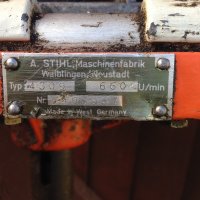 A. STIHL, Maschinenfabrik
Waiblingen-Neustadt
Typ U/min
Nr
Made in West Germany